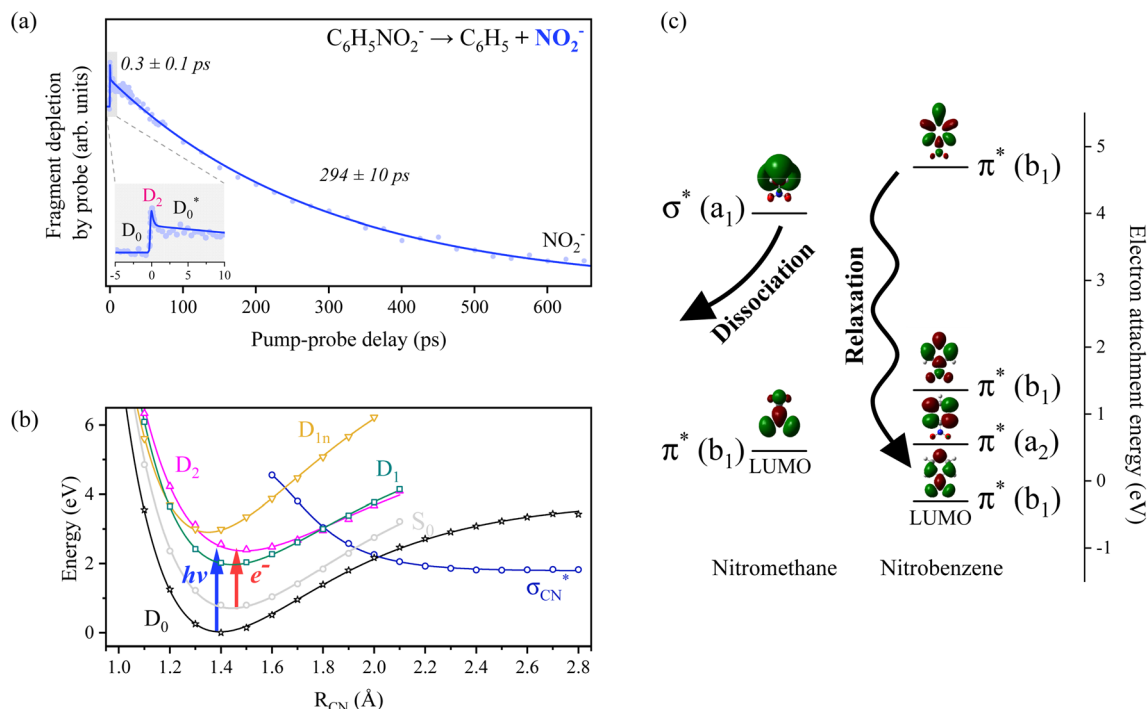 (a)
C6H5NO2- → C6H5 + NO2-
0.3 ± 0.1 ps
294 ± 10 ps
Fragment depletion
by probe (arb. units)
D2
D0*
D0
-5 0 5 10
NO2-
0 100 200 300 400 500 600
Pump-probe delay (ps)
(b)
6
4
2
0
Energy (eV)
D1n
D2
D1
S0
hν
e-
σCN*
D0
1.0 1.2 1.4 1.6 1.8 2.0 2.2 2.4 2.6 2.8
RCN (Å)
(c)
σ* (a1)
Dissociation
π* (b1)
LUMO
Nitromethane
π* (b1)
Relaxation
π* (b1)
π* (a2)
π* (b1)
LUMO
Nitrobenzene
5
4
3
2
1
0
-1
Electron attachment energy (eV)